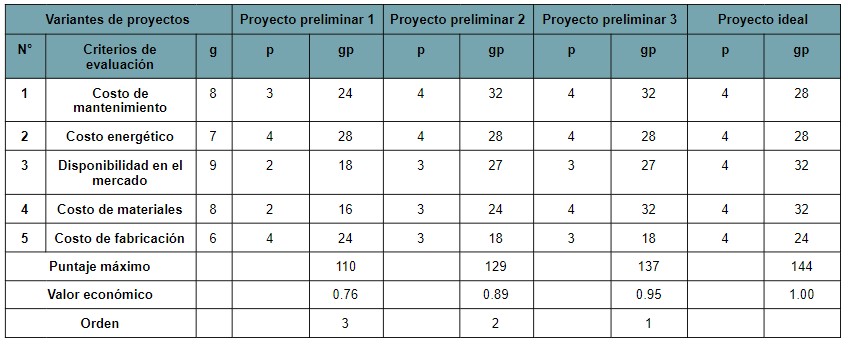 Variantes de proyectos Proyecto preliminar 1 Proyecto preliminar 2 Proyecto preliminar 3 Proyecto ideal
N° Criterios de evaluación g p gp p gp p gp p gp
1 Costo de mantenimiento 8 3 24 4 32 4 32 4 28
2 Costo energético 7 4 28 4 28 4 28 4 28
3 Disponibilidad en el mercado 9 2 18 3 27 3 27 4 32
4 Costo de materiales 8 2 16 3 24 4 32 4 32
5 Costo de fabricación 6 4 24 3 18 3 18 4 24
Puntaje máximo 110 129 137 144
Valor económico 0.76 0.89 0.95 1.00
Orden 3 2 1